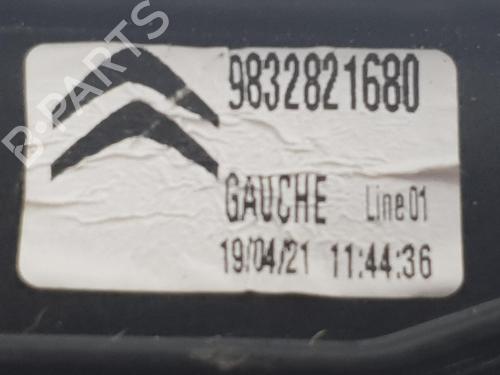 B-PARTS
9832821680
GAUCHE Line01
19/04/21 11:44:36